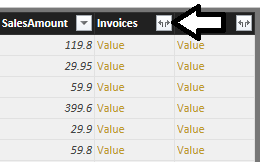 SalesAmount Invoices
119.8 Value Value
29.95 Value Value
59.9 Value Value
399.6 Value Value
29.9 Value Value
59.8 Value Value